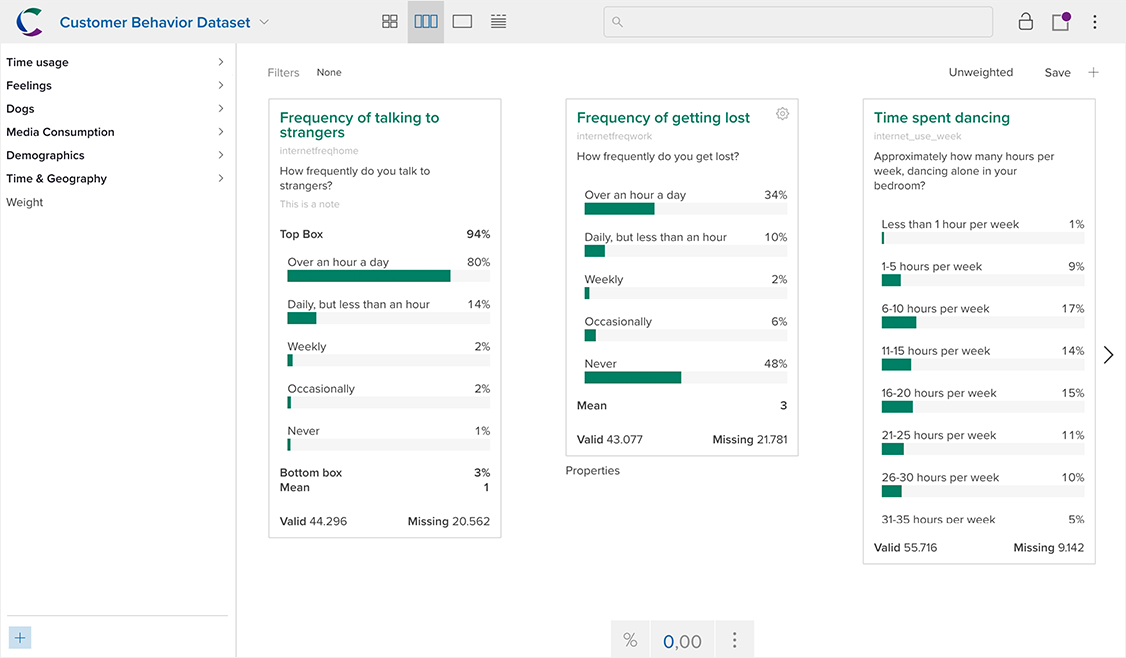 Customer Behavior Dataset
Time usage
Feelings
Dogs
Media Consumption
Demographics
Time & Geography
Weight
Filters None
Unweighted Save
Frequency of talking to
strangers
internetfreqhome
How frequently do you talk to
strangers?
This is a note
Top Box 94%
Over an hour a day 80%
Daily, but less than an hour 14%
Weekly 2%
Occasionally 2%
Never 1%
Bottom box 3%
Mean 1
Valid 44.296 Missing 20.562
Frequency of getting lost
internetfreqwork
How frequently do you get lost?
Over an hour a day 34%
Daily, but less than an hour 10%
Weekly 2%
Occasionally 6%
Never 48%
Mean 3
Valid 43.077 Missing 21.781
Properties
Time spent dancing
internet_use_week
Approximately how many hours per
week, dancing alone in your
bedroom?
Less than 1 hour per week 1%
1-5 hours per week 9%
6-10 hours per week 17%
11-15 hours per week 14%
16-20 hours per week 15%
21-25 hours per week 11%
26-30 hours per week 10%
31-35 hours per week 5%
Valid 55.716 Missing 9.142
% 0,00